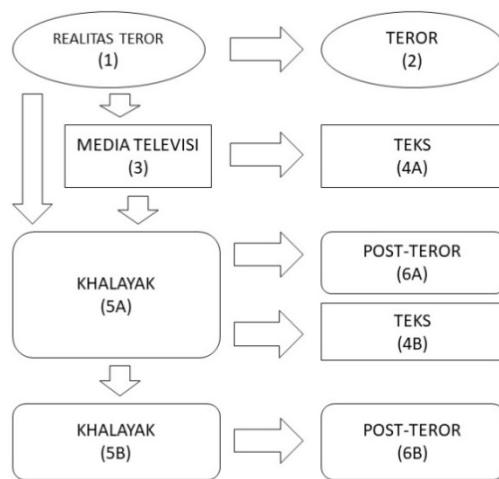 REALITAS TEROR
(1)
TEROR
(2)
MEDIA TELEVISI
(3)
TEKS
(4A)
KHALAYAK
(5A)
POST-TEROR
(6A)
TEKS
(4B)
KHALAYAK
(5B)
POST-TEROR
(6B)